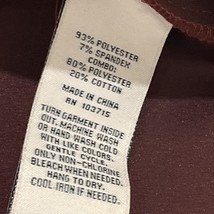 93% POLYESTER
7% SPANDEX
COMBO:
80% POLYESTER
20% COTTON
MADE IN CHINA
RN 103715
TURN GARMENT INSIDE
OUT. MACHINE WASH
OR HAND WASH COLD
WITH LIKE COLORS.
GENTLE CYCLE.
ONLY NON-CHLORINE
BLEACH WHEN NEEDED.
HANG TO DRY.
COOL IRON IF NEEDED.